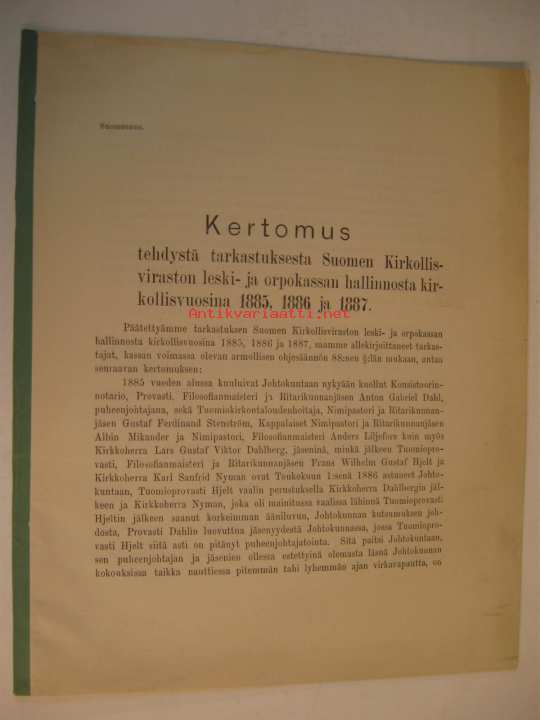 Suomennos.
Kertomus
tehdystä tarkastuksesta Suomen Kirkollis-
viraston leski- ja orpokassan hallinnosta kir-
kollisvuosina 1885, 1886 ja 1887.
Antikvariaatti.net
Päätettyämme tarkastuksen Suomen Kirkollisviraston leski- ja orpokassan
hallinnosta kirkollisvuosina 1885, 1886 ja 1887, saamme allekirjoittaneet tarkas-
tajat, kassan voimassa olevan armollisen ohjesäännön 88:nen §:län mukaan, antaa
seuraavan kertomuksen:
1885 vuoden alussa kuuluivat Johtokuntaan nykyään kuollut Konsistoorin-
notario, Provasti, Filosofianmaisteri ja Ritarikunnanjäsen Anton Gabriel Dahl,
puheenjohtajana, sekä Tuomiokirkontaloudenhoitaja, Nimipastori ja Ritarikunnan-
jäsen Gustaf Ferdinand Stenström, Kappalaiset Nimipastori ja Ritarikunnanjäsen
Albin Mikander ja Nimipastori, Filosofianmaisteri Anders Liljefors kuin myös
Kirkkoherra Lars Gustaf Viktor Dahlberg, jäseninä, minkä jälkeen Tuomiopro-
vasti, Filosofianmaisteri ja Ritarikunnanjäsen Frans Wilhelm Gustaf Hjelt ja
Kirkkoherra Karl Sanfrid Nyman ovat Toukokuun 1:senä 1886 astuneet Johto-
kuntaan, Tuomioprovasti Hjelt vaalin perustuksella Kirkkoherra Dahlbergin jäl-
keen ja Kirkkoherra Nyman, joka oli mainitussa vaalissa lähinnä Tuomioprovasti
Hjeltin jälkeen saanut korkeimman ääniluvun, Johtokunnan kutsumuksen joh-
dosta, Provasti Dahlin luovuttua jäsenyydestä Johtokunnassa, jossa Tuomiopro-
vasti Hjelt siitä asti on pitänyt puheenjohtajatointa. Sitä paitsi Johtokuntaan,
sen puheenjohtajan ja jäsenien ollessa estettyinä olemasta läsnä Johtokunnan
kokouksissa taikka nauttiessa pitemmän tahi lyhemmän ajan virkavapautta, on